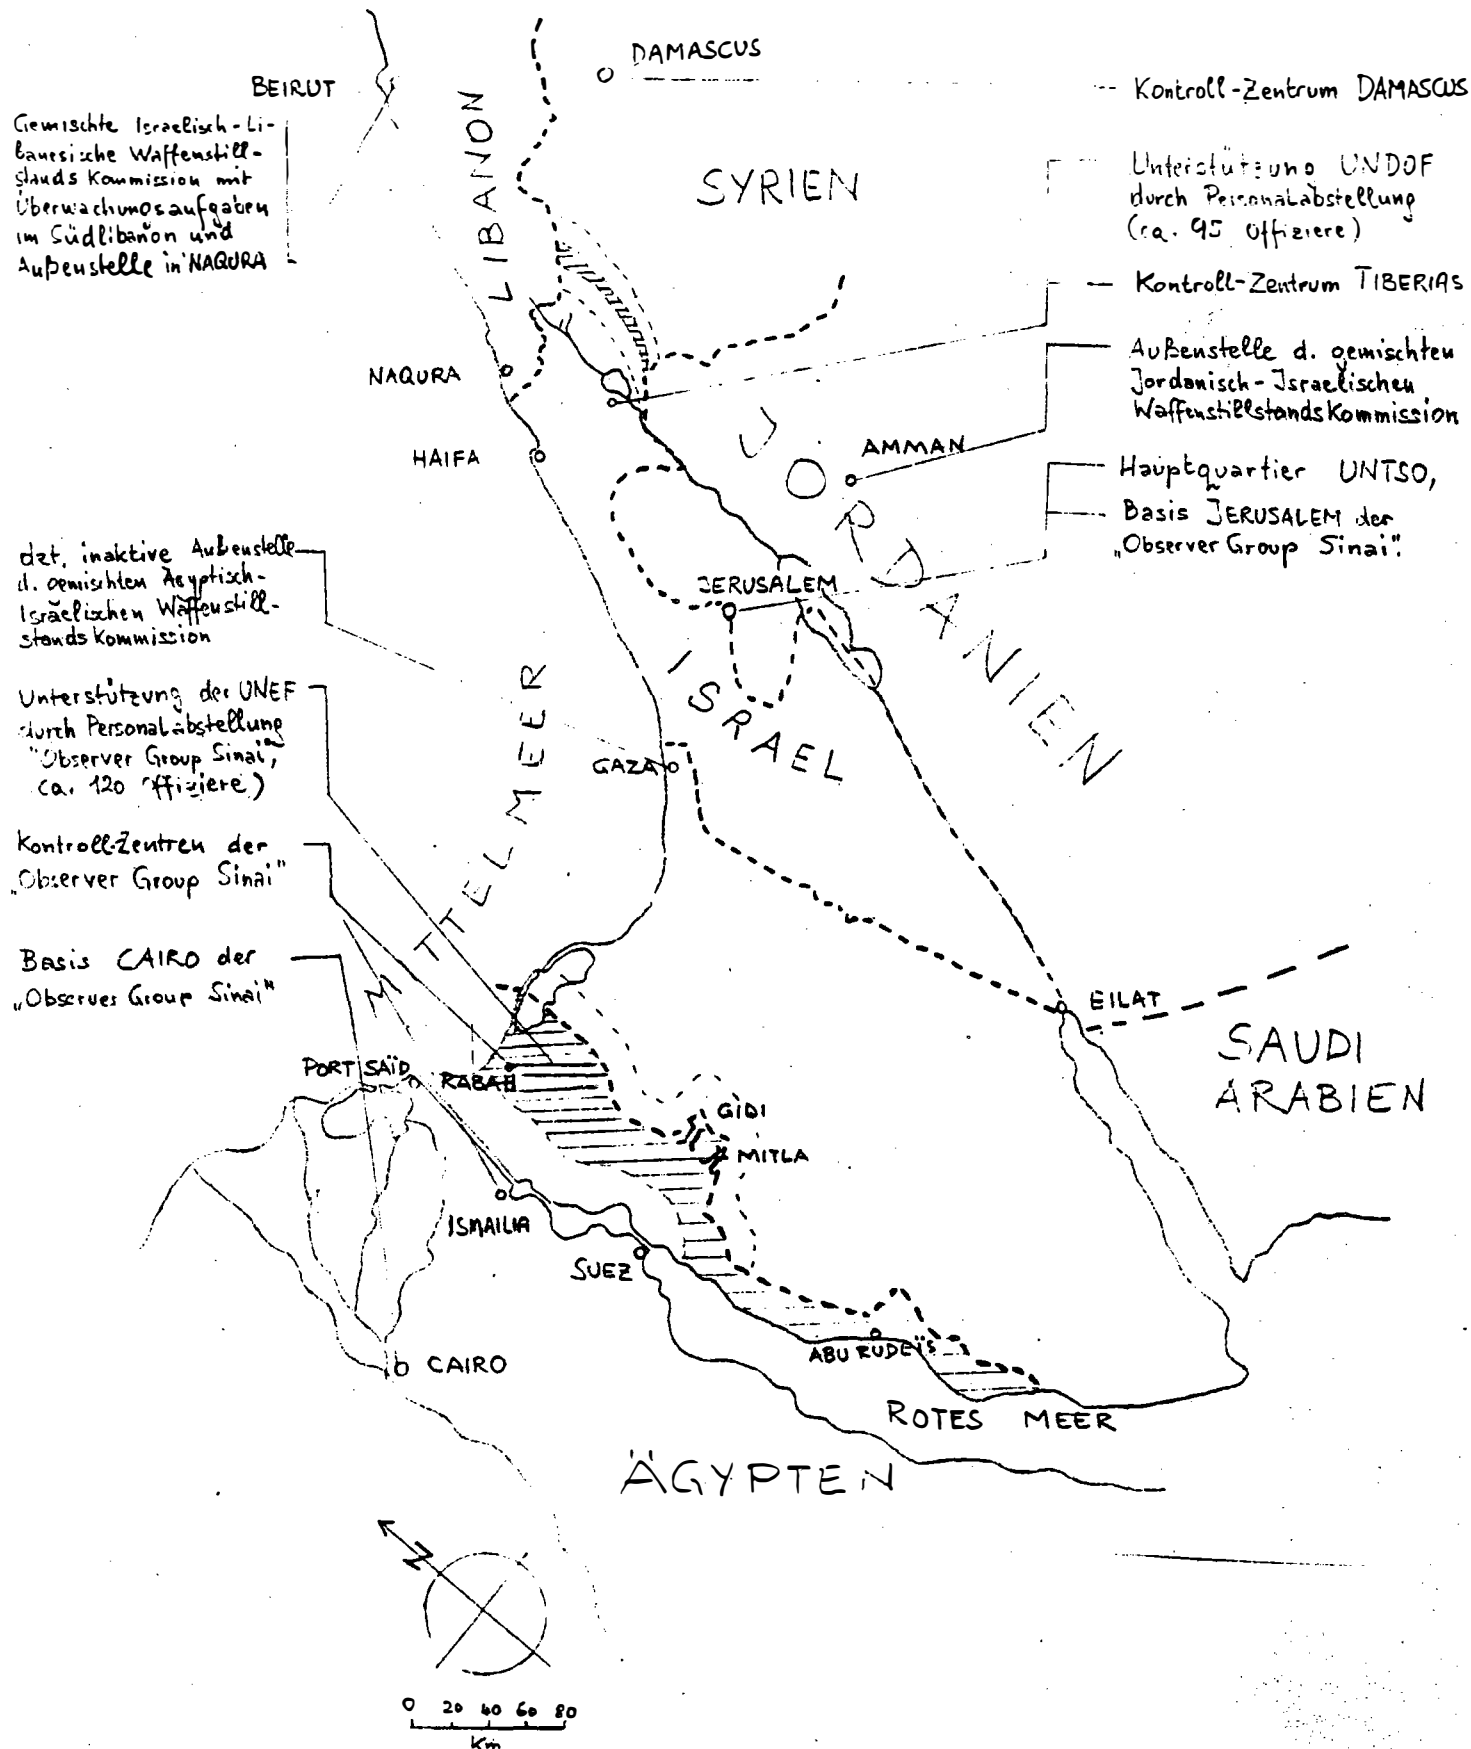 BEIRUT
Gemischte Israelisch-Li-
banesische Waffenstill-
stands Kommission mit
Überwachungsaufgaben
im Südlibanon und
Außenstelle in NAQURA
LIBANON
DAMASCUS
SYRIEN
Kontroll-Zentrum DAMASCUS
Unterstützung UNDOF
durch Personalabstellung
(ca. 95 Offiziere)
Kontroll-Zentrum TIBERIAS
Außenstelle d. gemischten
Jordanisch-Israelischen
Waffenstillstands Kommission
Hauptquartier UNTSO,
Basis JERUSALEM der
„Observer Group Sinai".
NAQURA
HAIFA
AMMAN
JORDANIEN
JERUSALEM
ISRAEL
dzt. inaktive Außenstelle
d. gemischten Ägyptisch-
Israelischen Waffenstill-
stands Kommission
Unterstützung der UNEF
durch Personalabstellung
"Observer Group Sinai",
ca. 120 Offiziere)
Kontroll-Zentren der
„Observer Group Sinai"
Basis CAIRO der
„Observer Group Sinai"
MITTELMEER
GAZA
EILAT
SAUDI
ARABIEN
PORT SAÏD
RABAH
GIDI
MITLA
ISMAILIA
SUEZ
ABU RUDEÏS
CAIRO
ROTES MEER
ÄGYPTEN
N
0 20 40 60 80
Km